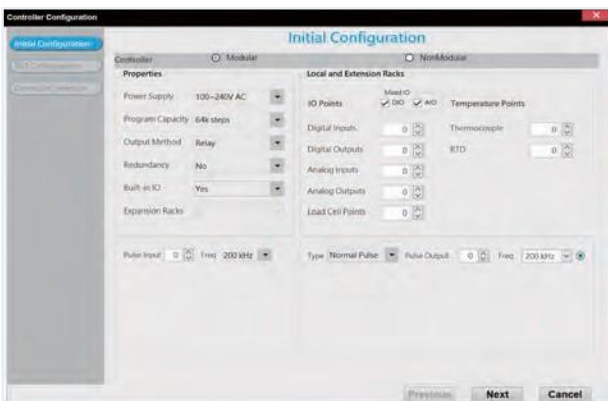 Controller Configuration
Initial Configuration
Initial Configuration
Controller Modular NonModular
Properties
Local and Extension Racks
Power Supply 100~240V AC
Mixed IO
IO Points DIO AIO Temperature Points
Program Capacity 64k steps
Digital Inputs 0 Thermocouple 0
Output Method Relay
Digital Outputs 0 RTD 0
Redundancy No
Analog Inputs 0
Built-in IO Yes
Analog Outputs 0
Expansion Racks
Load Cell Points 0
Pulse Input 0 Freq 200 kHz
Type Normal Pulse Pulse Output 0 Freq 200 kHz
Previous Next Cancel